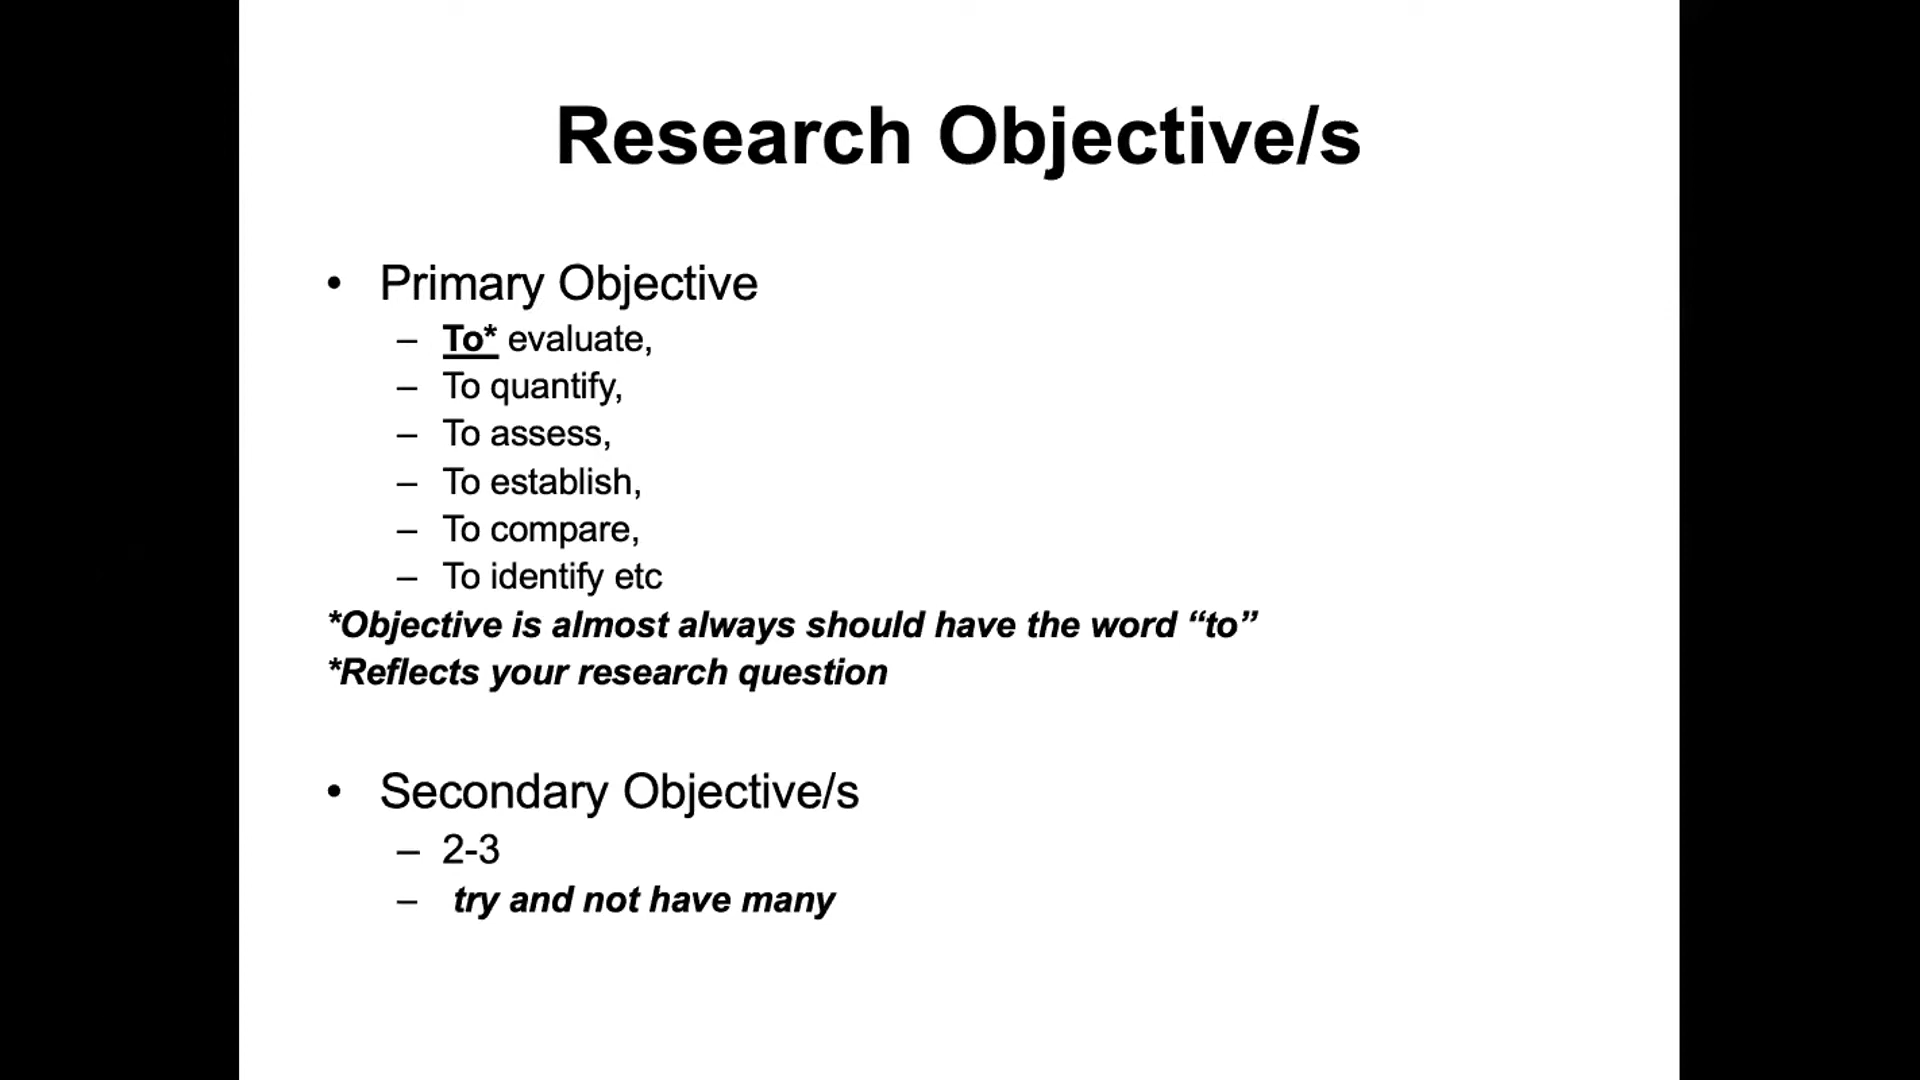 Research Objective/s
• Primary Objective
– To* evaluate,
– To quantify,
– To assess,
– To establish,
– To compare,
– To identify etc
*Objective is almost always should have the word “to”
*Reflects your research question
• Secondary Objective/s
– 2-3
– try and not have many